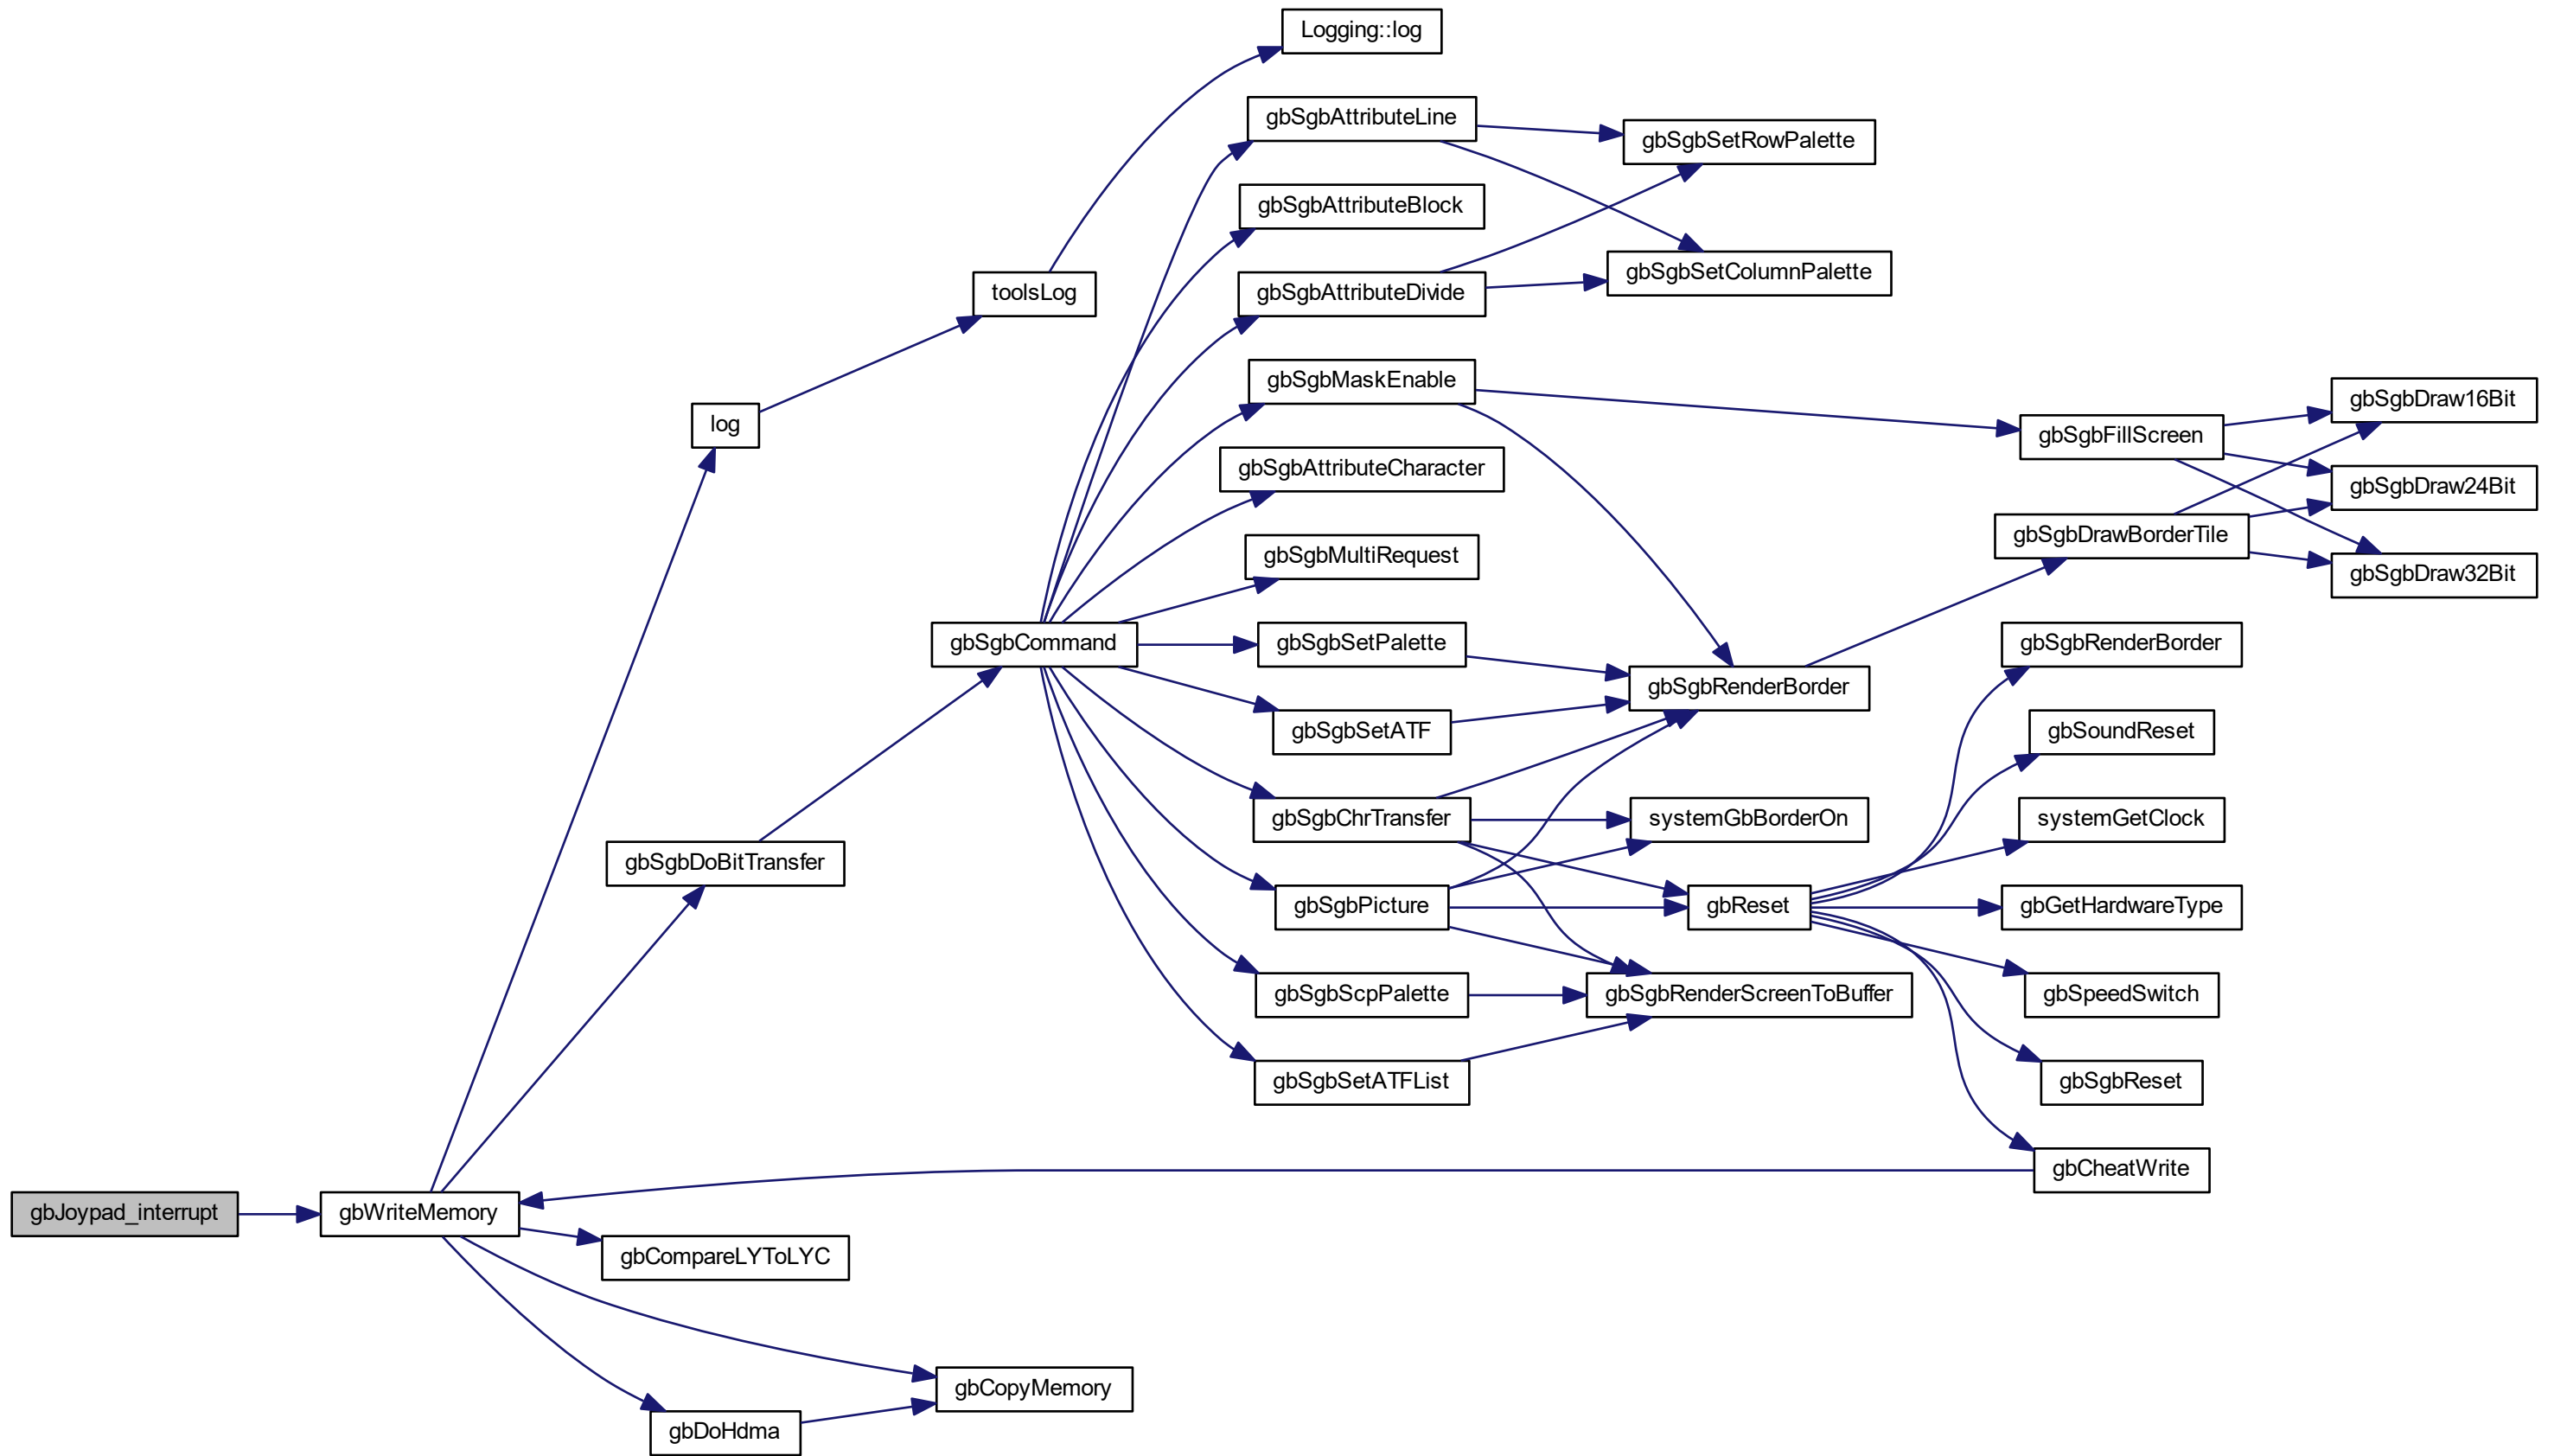 Logging::log
gbSgbAttributeLine
gbSgbSetRowPalette
gbSgbAttributeBlock
gbSgbSetColumnPalette
toolsLog
gbSgbAttributeDivide
gbSgbMaskEnable
gbSgbDraw16Bit
log
gbSgbFillScreen
gbSgbAttributeCharacter
gbSgbDraw24Bit
gbSgbDrawBorderTile
gbSgbMultiRequest
gbSgbDraw32Bit
gbSgbCommand
gbSgbSetPalette
gbSgbRenderBorder
gbSgbRenderBorder
gbSgbSetATF
gbSoundReset
gbSgbChrTransfer
systemGbBorderOn
systemGetClock
gbSgbDoBitTransfer
gbSgbPicture
gbReset
gbGetHardwareType
gbSgbScpPalette
gbSgbRenderScreenToBuffer
gbSpeedSwitch
gbSgbSetATFList
gbSgbReset
gbCheatWrite
gbJoypad_interrupt
gbWriteMemory
gbCompareLYToLYC
gbCopyMemory
gbDoHdma